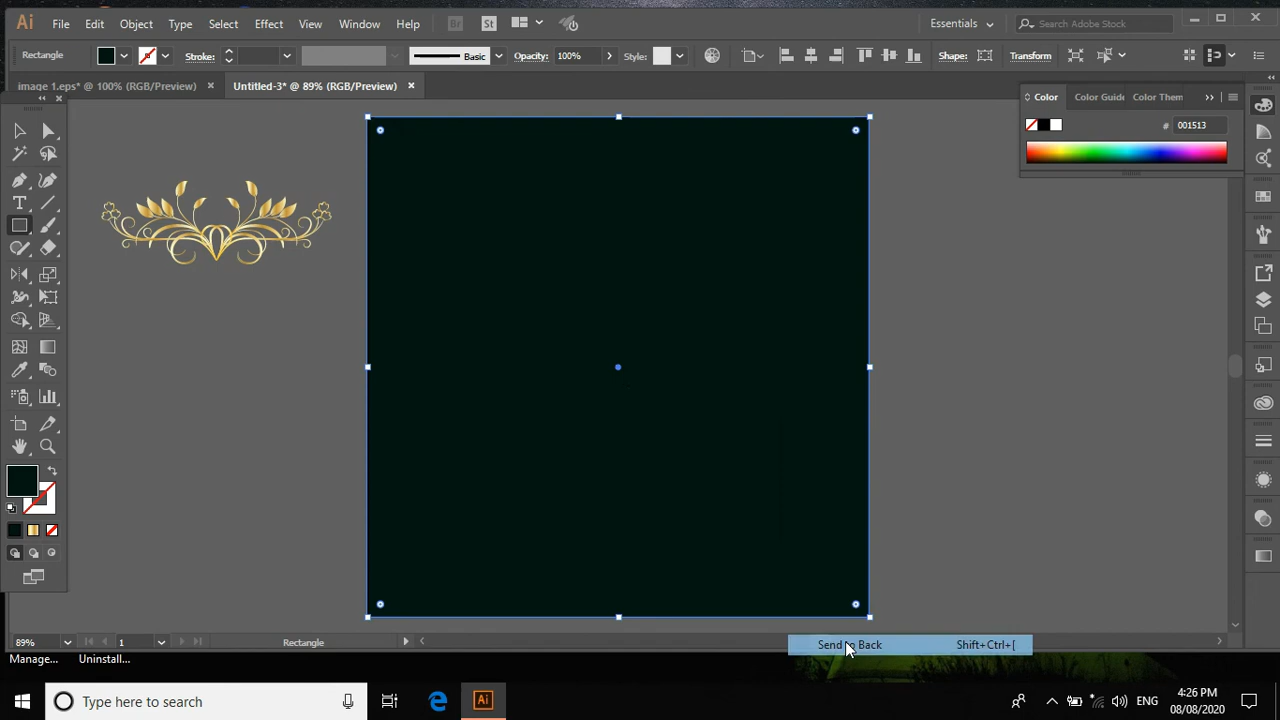 Ai File Edit Object Type Select Effect View Window Help Br St Essentials Search Adobe Stock
Rectangle Stroke: Basic Opacity: 100% Style: Shape: Transform
image 1.eps* @ 100% (RGB/Preview) × Untitled-3* @ 89% (RGB/Preview) ×
Color Color Guide Color Them
# 001513
89% 1 Rectangle
Send to Back Shift+Ctrl+[
Manage... Uninstall...
Type here to search Ai ENG 4:26 PM
08/08/2020